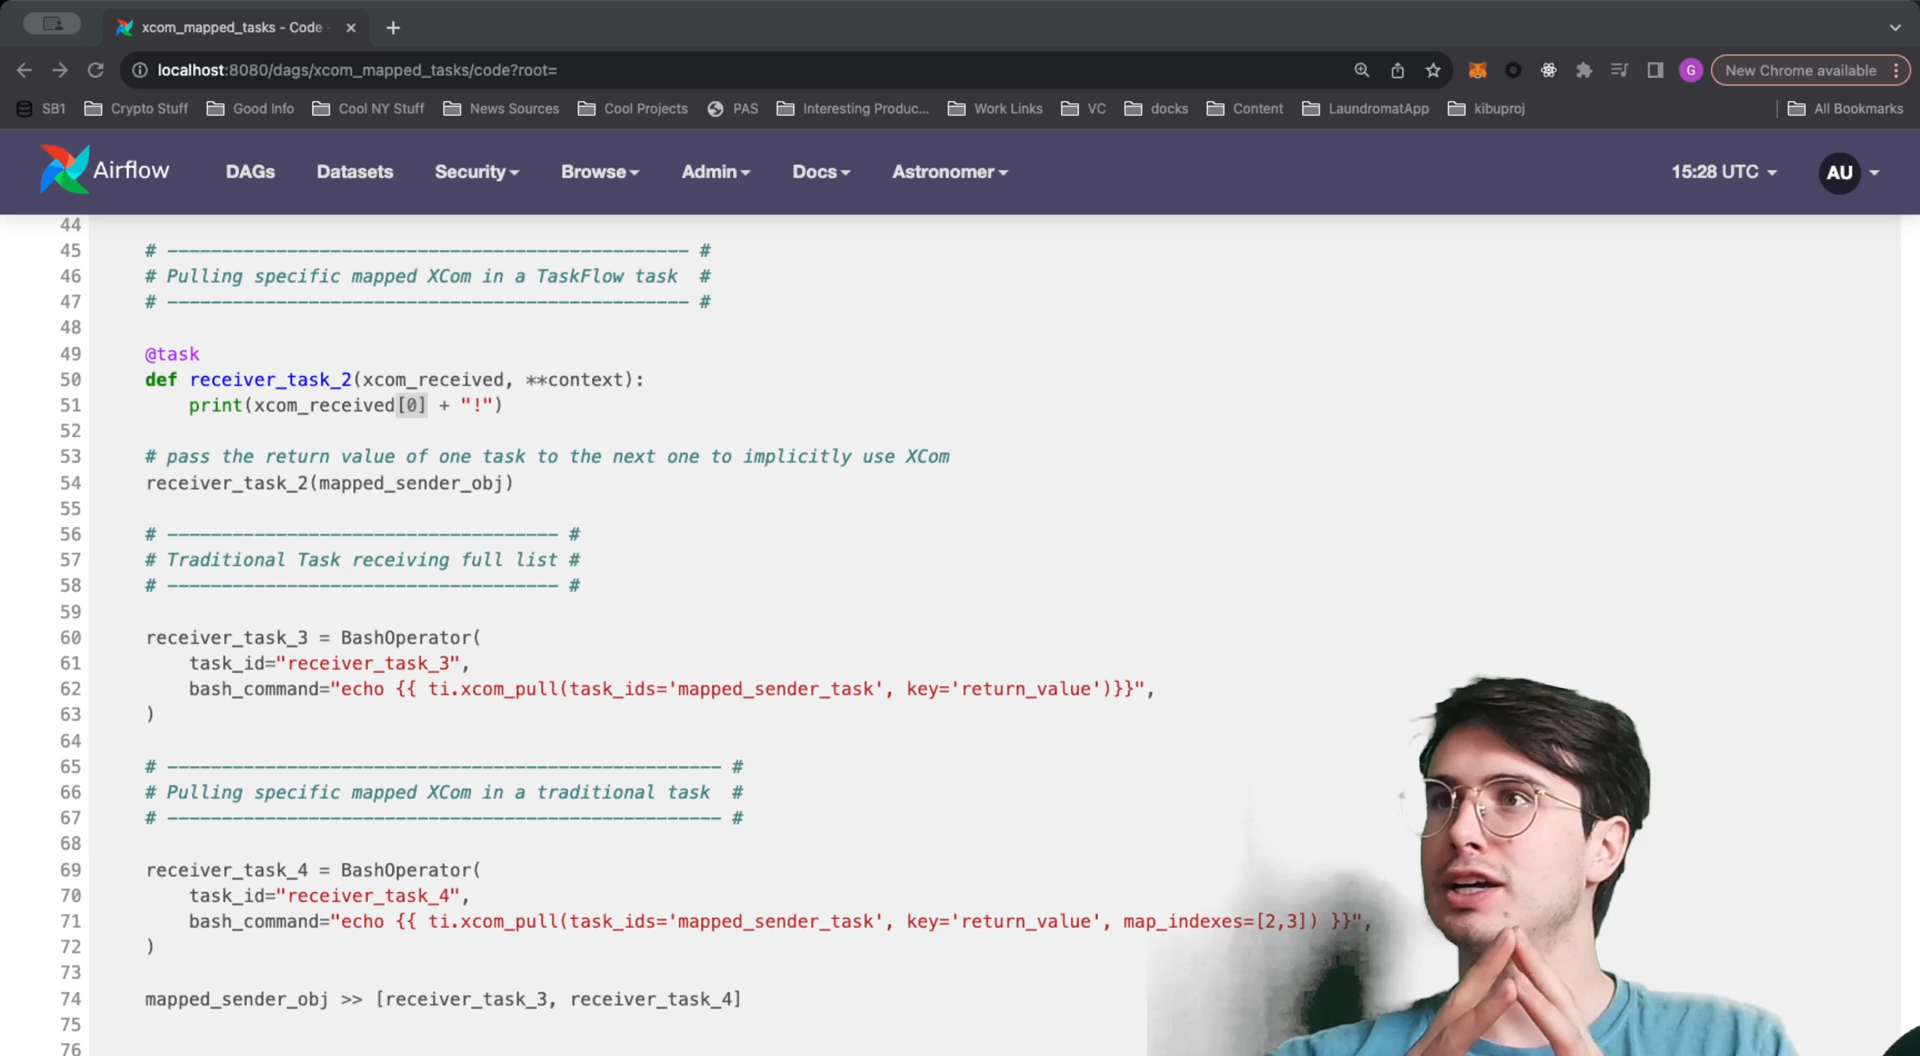 xcom_mapped_tasks - Code
localhost:8080/dags/xcom_mapped_tasks/code?root=
G
New Chrome available
SB1
Crypto Stuff
Good Info
Cool NY Stuff
News Sources
Cool Projects
PAS
Interesting Produc...
Work Links
VC
docks
Content
LaundromatApp
kibuproj
All Bookmarks
Airflow
DAGs
Datasets
Security
Browse
Admin
Docs
Astronomer
15:28 UTC
AU
44
45 # ------------------------------------------------ #
46 # Pulling specific mapped XCom in a TaskFlow task  #
47 # ------------------------------------------------ #
48
49 @task
50 def receiver_task_2(xcom_received, **context):
51     print(xcom_received[0] + "!")
52
53 # pass the return value of one task to the next one to implicitly use XCom
54 receiver_task_2(mapped_sender_obj)
55
56 # ------------------------------------ #
57 # Traditional Task receiving full list #
58 # ------------------------------------ #
59
60 receiver_task_3 = BashOperator(
61     task_id="receiver_task_3",
62     bash_command="echo {{ ti.xcom_pull(task_ids='mapped_sender_task', key='return_value')}}",
63 )
64
65 # --------------------------------------------------- #
66 # Pulling specific mapped XCom in a traditional task  #
67 # --------------------------------------------------- #
68
69 receiver_task_4 = BashOperator(
70     task_id="receiver_task_4",
71     bash_command="echo {{ ti.xcom_pull(task_ids='mapped_sender_task', key='return_value', map_indexes=[2,3]) }}",
72 )
73
74 mapped_sender_obj >> [receiver_task_3, receiver_task_4]
75
76